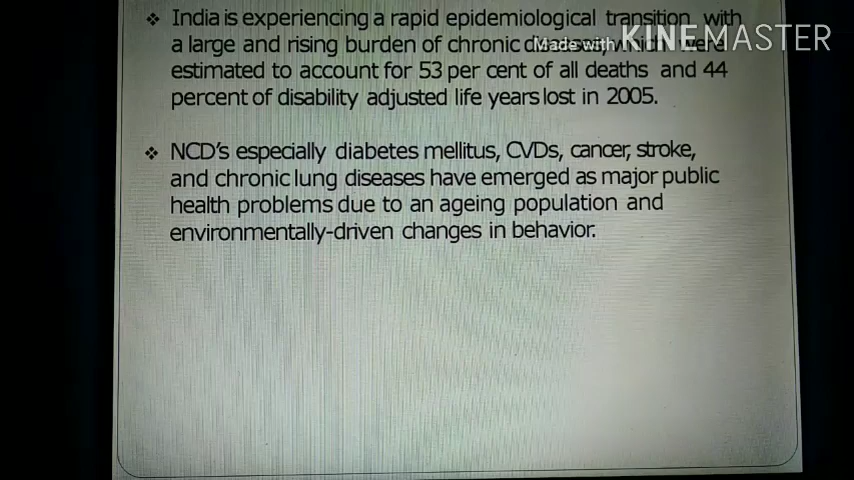 ❖ India is experiencing a rapid epidemiological transition, with
a large and rising burden of chronic which were
estimated to account for 53 per cent of all deaths and 44
percent of disability adjusted life years lost in 2005.
❖ NCD's especially diabetes mellitus, CVDs, cancer, stroke,
and chronic lung diseases have emerged as major public
health problems due to an ageing population and
environmentally-driven changes in behavior.
Made with KINEMASTER